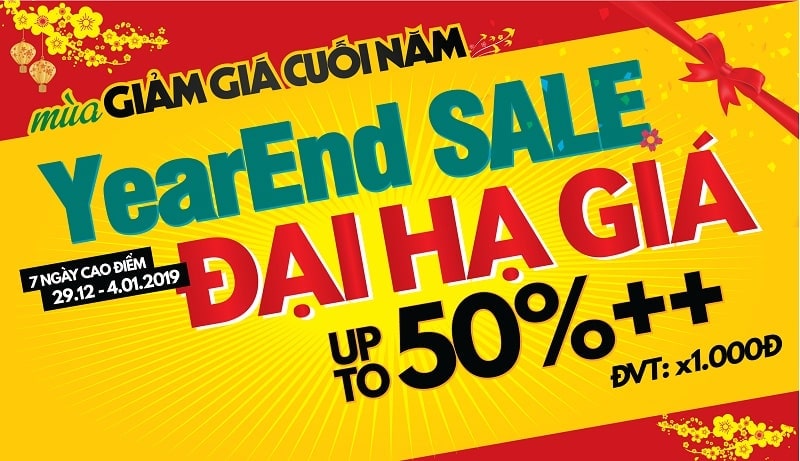 mùa GIẢM GIÁ CUỐI NĂM
YearEnd SALE
ĐẠI HẠ GIÁ
7 NGÀY CAO ĐIỂM
29.12 - 4.01.2019
UP TO 50%++
ĐVT: x1.000Đ